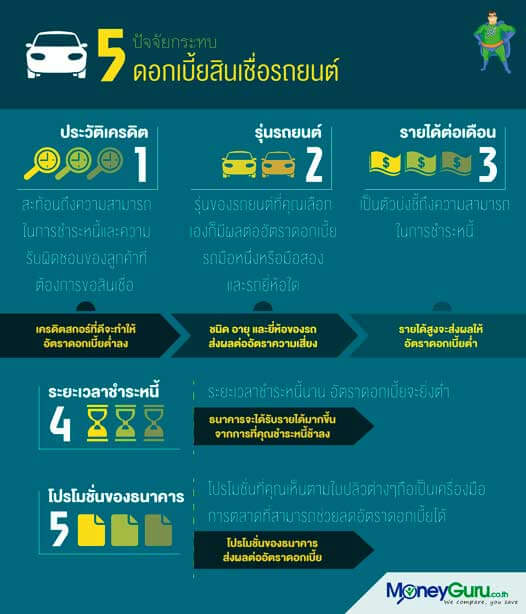 5 ปัจจัยกระทบ
ดอกเบี้ยสินเชื่อรถยนต์
ประวัติเครดิต
1
สะท้อนถึงความสามารถ
ในการชำระหนี้และความ
รับผิดชอบของลูกค้าที่
ต้องการขอสินเชื่อ
เครดิตสกอร์ที่ดีจะทำให้
อัตราดอกเบี้ยต่ำลง
รุ่นรถยนต์
2
รุ่นของรถยนต์ที่คุณเลือก
เองก็มีผลต่ออัตราดอกเบี้ย
รถมือหนึ่งหรือมือสอง
และรถยี่ห้อใด
ชนิด อายุ และยี่ห้อของรถ
ส่งผลต่ออัตราความเสี่ยง
รายได้ต่อเดือน
3
เป็นตัวบ่งชี้ถึงความสามารถ
ในการชำระหนี้
รายได้สูงจะส่งผลให้
อัตราดอกเบี้ยต่ำ
ระยะเวลาชำระหนี้
4
ระยะเวลาชำระหนี้นาน อัตราดอกเบี้ยจะยิ่งต่ำ
ธนาคารจะได้รับรายได้มากขึ้น
จากการที่คุณชำระหนี้ช้าลง
โปรโมชั่นของธนาคาร
5
โปรโมชั่นที่คุณเห็นตามใบปลิวต่างๆถือเป็นเครื่องมือ
การตลาดที่สามารถช่วยลดอัตราดอกเบี้ยได้
โปรโมชั่นของธนาคาร
ส่งผลต่ออัตราดอกเบี้ย
MoneyGuru.co.th
We compare, you save